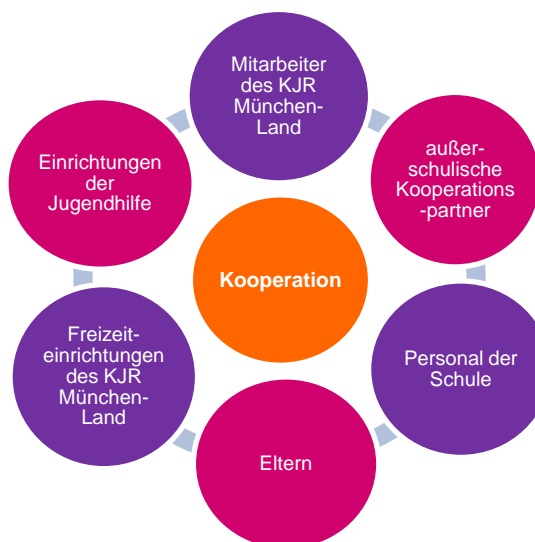 Mitarbeiter
des KJR
München-
Land
außer-
schulische
Kooperations
-partner
Personal der
Schule
Eltern
Freizeit-
einrichtungen
des KJR
München-
Land
Einrichtungen
der
Jugendhilfe
Kooperation